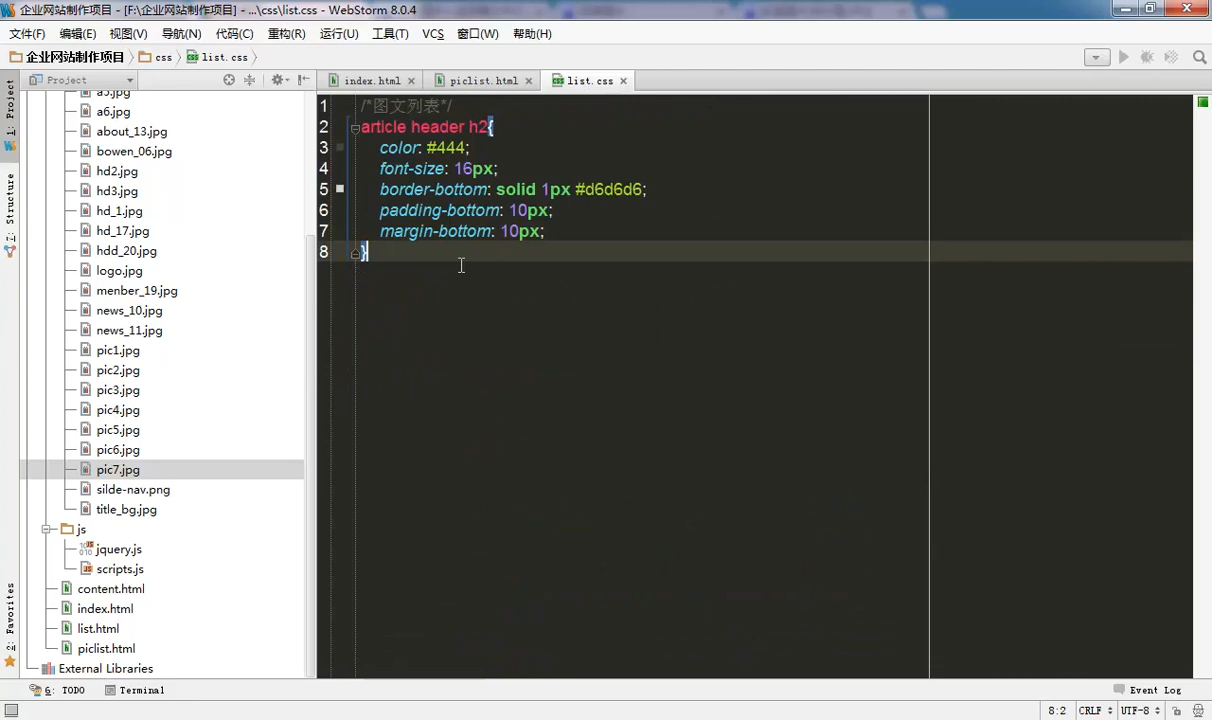 企业网站制作项目 - [F:\企业网站制作项目] - ...\css\list.css - WebStorm 8.0.4
文件(F) 编辑(E) 视图(V) 导航(N) 代码(C) 重构(R) 运行(U) 工具(T) VCS 窗口(W) 帮助(H)
企业网站制作项目 css list.css
Project index.html piclist.html list.css
1: Project
Z: Structure
2: Favorites
a5.jpg
a6.jpg
about_13.jpg
bowen_06.jpg
hd2.jpg
hd3.jpg
hd_1.jpg
hd_17.jpg
hdd_20.jpg
logo.jpg
menber_19.jpg
news_10.jpg
news_11.jpg
pic1.jpg
pic2.jpg
pic3.jpg
pic4.jpg
pic5.jpg
pic6.jpg
pic7.jpg
silde-nav.png
title_bg.jpg
js
jquery.js
scripts.js
content.html
index.html
list.html
piclist.html
External Libraries
1 /*图文列表*/
2 article header h2{
3 color: #444;
4 font-size: 16px;
5 border-bottom: solid 1px #d6d6d6;
6 padding-bottom: 10px;
7 margin-bottom: 10px;
8 }
6: TODO Terminal Event Log
8:2 CRLF UTF-8